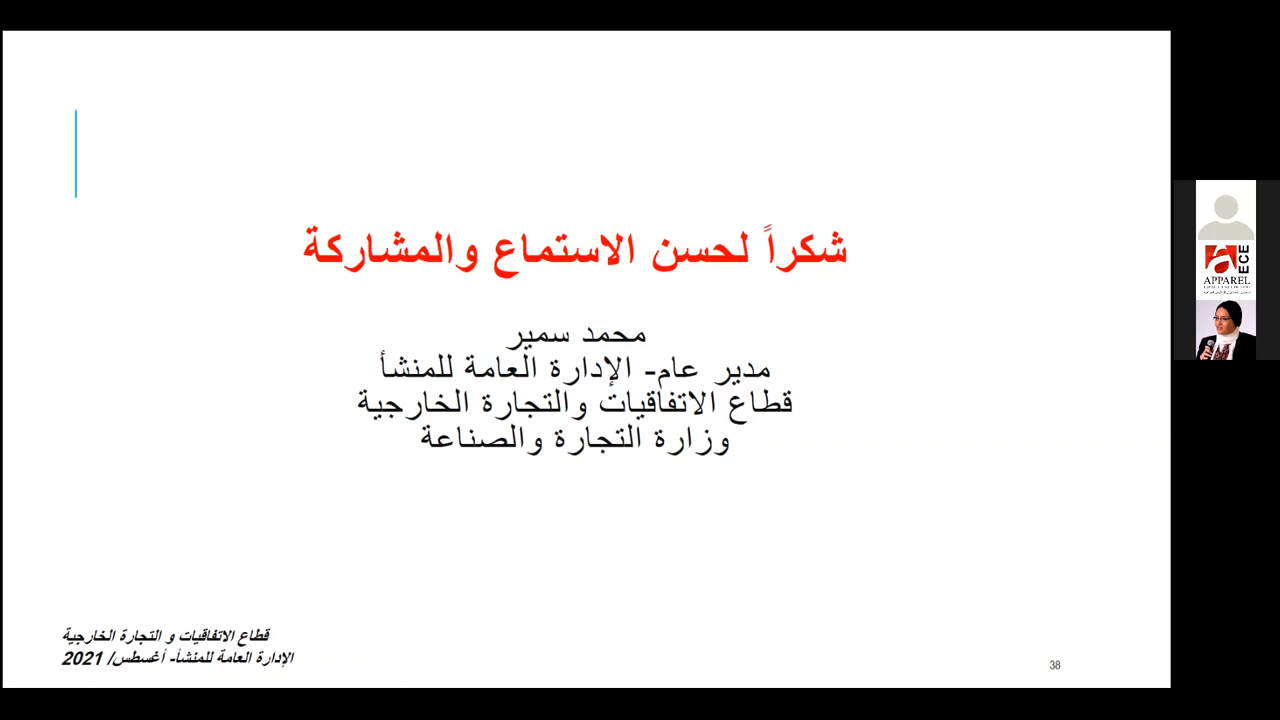 شكراً لحسن الاستماع والمشاركة
محمد سمير
مدير عام- الإدارة العامة للمنشأ
قطاع الاتفاقيات والتجارة الخارجية
وزارة التجارة والصناعة
قطاع الاتفاقيات و التجارة الخارجية
الإدارة العامة للمنشأ- أغسطس/ 2021
38
ECE
APPAREL